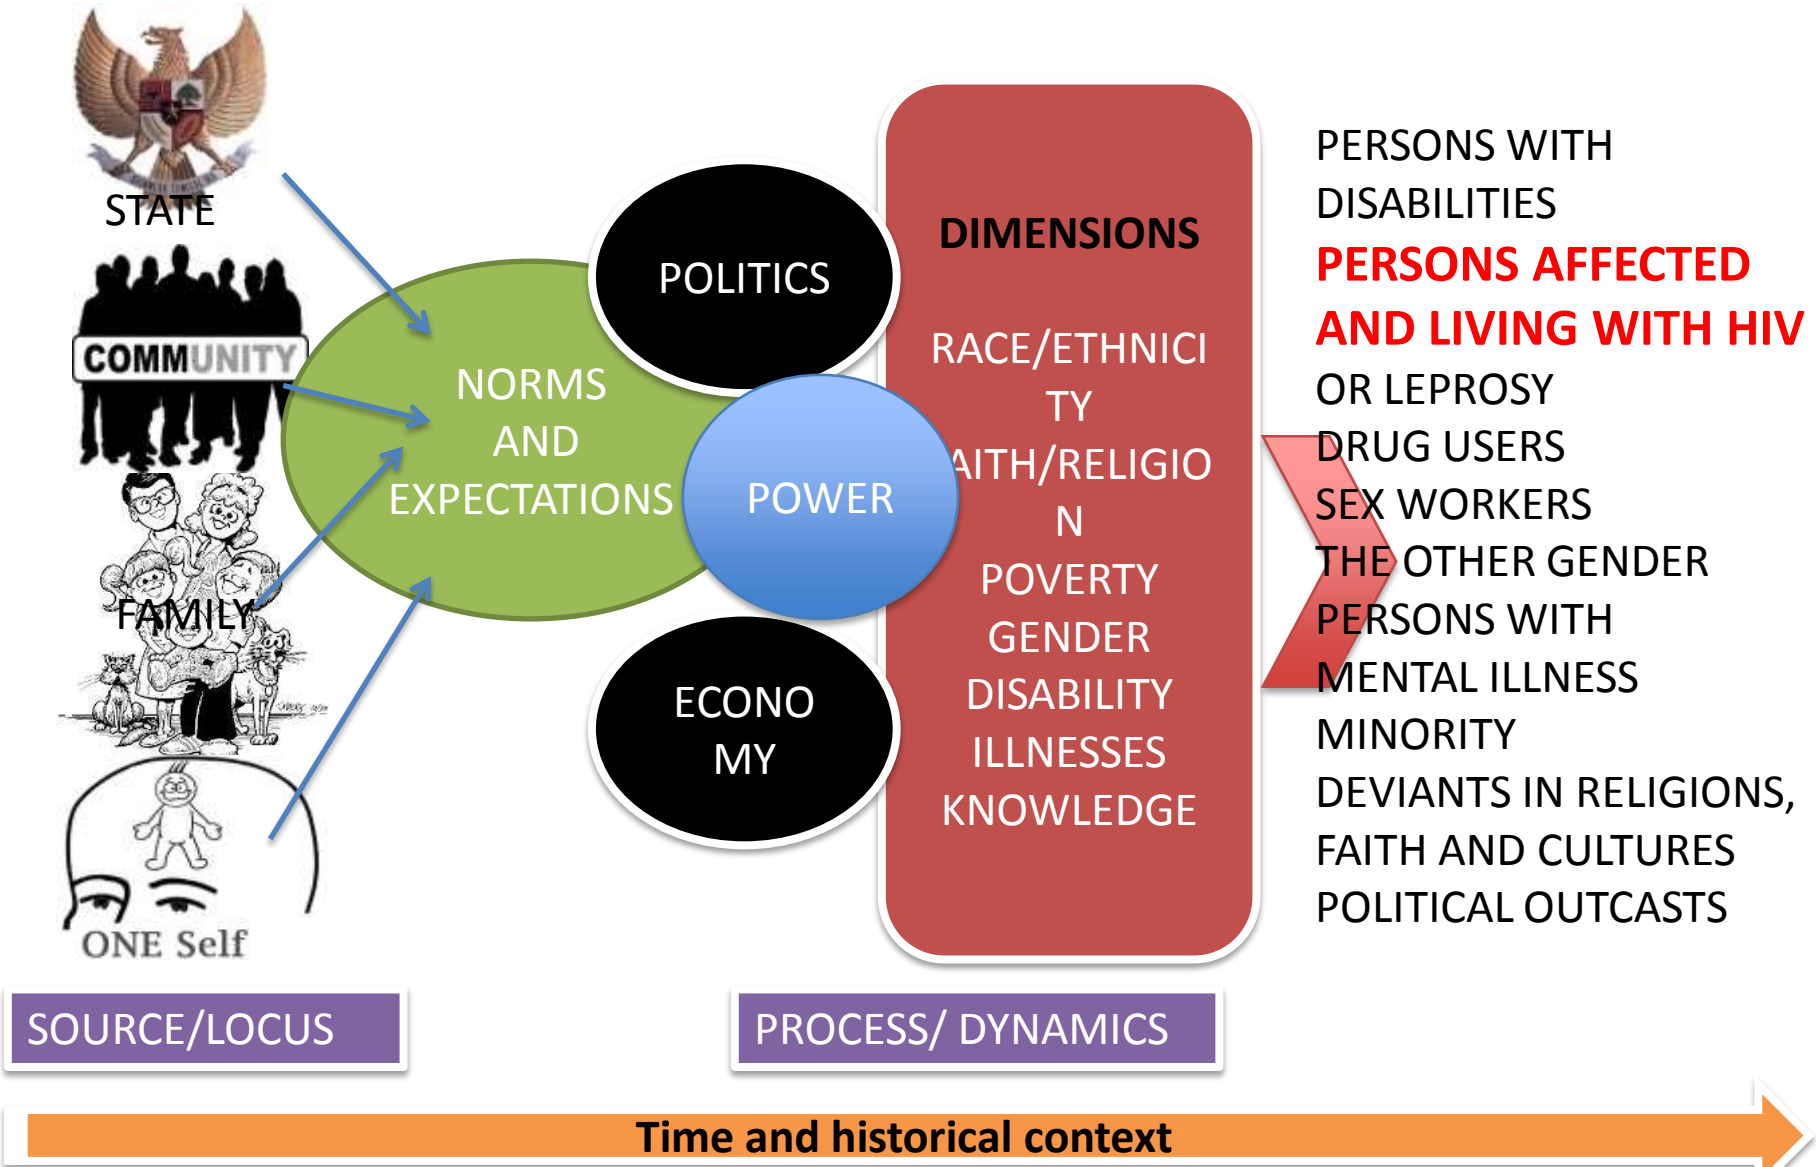 STATE
COMMUNITY
FAMILY
ONE Self
NORMS
AND
EXPECTATIONS
POLITICS
POWER
ECONO
MY
DIMENSIONS
RACE/ETHNICI
TY
AITH/RELIGIO
N
POVERTY
GENDER
DISABILITY
ILLNESSES
KNOWLEDGE
PERSONS WITH
DISABILITIES
PERSONS AFFECTED
AND LIVING WITH HIV
OR LEPROSY
DRUG USERS
SEX WORKERS
THE OTHER GENDER
PERSONS WITH
MENTAL ILLNESS
MINORITY
DEVIANTS IN RELIGIONS,
FAITH AND CULTURES
POLITICAL OUTCASTS
SOURCE/LOCUS
PROCESS/ DYNAMICS
Time and historical context